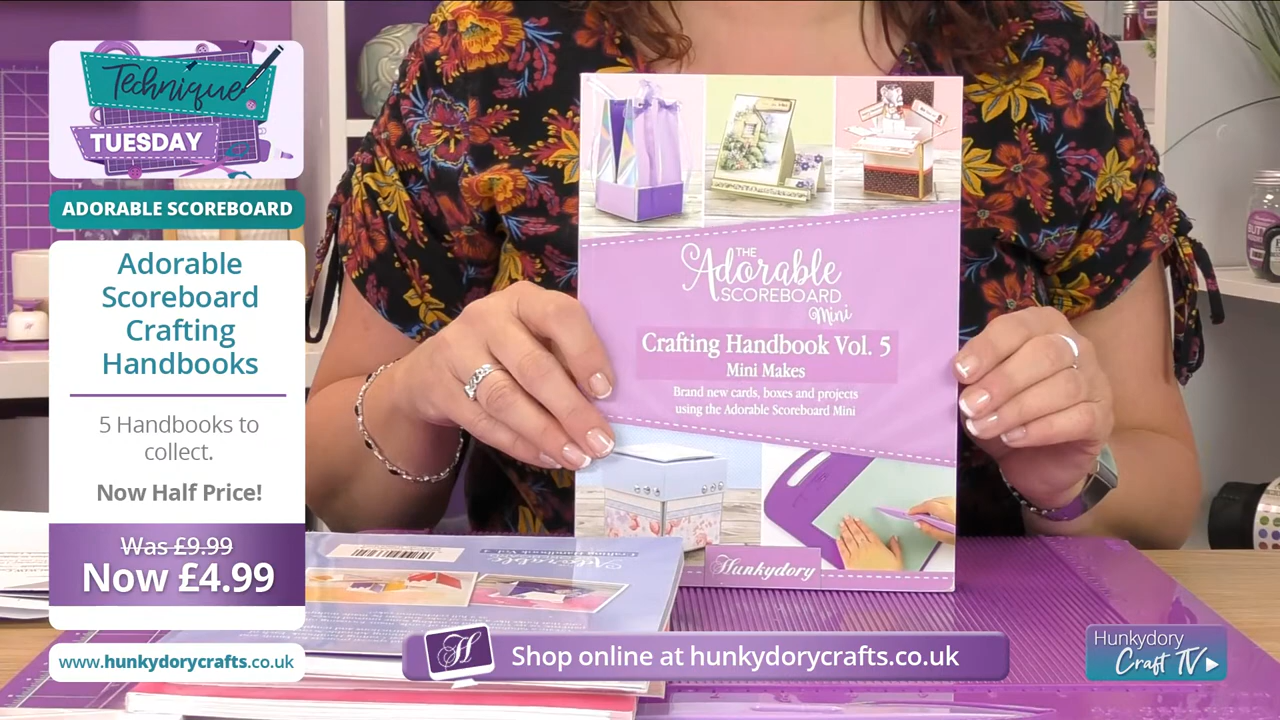 Technique
TUESDAY
ADORABLE SCOREBOARD
Adorable
Scoreboard
Crafting
Handbooks
5 Handbooks to
collect.
Now Half Price!
Was £9.99
Now £4.99
www.hunkydorycrafts.co.uk
THE
Adorable
SCOREBOARD
Mini
Crafting Handbook Vol. 5
Mini Makes
Brand new cards, boxes and projects
using the Adorable Scoreboard Mini
Hunkydory
H
Shop online at hunkydorycrafts.co.uk
Hunkydory
Craft TV